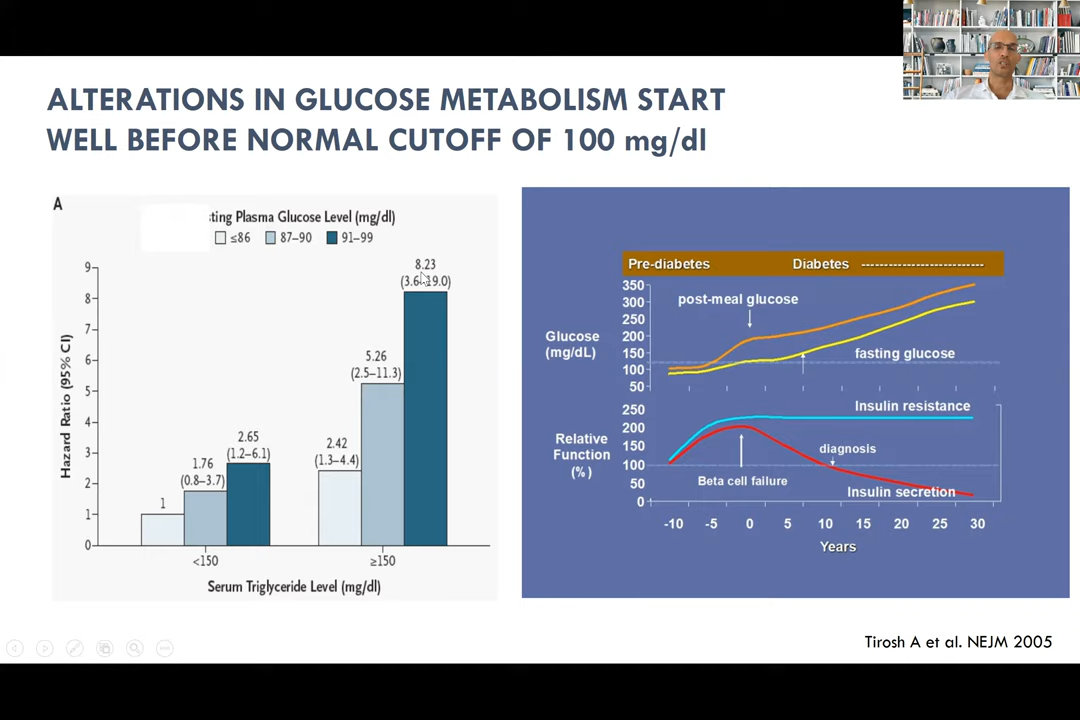 ALTERATIONS IN GLUCOSE METABOLISM START
WELL BEFORE NORMAL CUTOFF OF 100 mg/dl
A
Plasma Glucose Level (mg/dl)
≤86 87–90 91–99
Hazard Ratio (95% CI)
9
8
7
6
5
4
3
2
1
0
1
1.76
(0.8–3.7)
2.65
(1.2–6.1)
2.42
(1.3–4.4)
5.26
(2.5–11.3)
8.23
<150
≥150
Serum Triglyceride Level (mg/dl)
Pre-diabetes Diabetes ---------------------------
Glucose
(mg/dL)
350
300
250
200
150
100
50
post-meal glucose
fasting glucose
Relative
Function
(%)
250
200
150
100
50
0
Insulin resistance
diagnosis
Beta cell failure
Insulin secretion
-10 -5 0 5 10 15 20 25 30
Years
Tirosh A et al. NEJM 2005